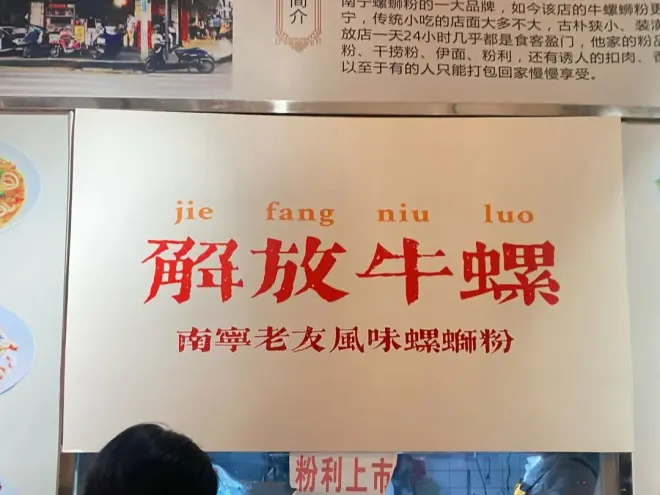 简介
南宁螺蛳粉的一大品牌，如今该店的牛螺蛳粉更
宁，传统小吃的店面大多不大，古朴狭小、装
放店一天24小时几乎都是食客盈门，他家的粉品
粉、干捞粉、伊面、粉利，还有诱人的扣肉、香
以至于有的人只能打包回家慢慢享受。
jie fang niu luo
解放牛螺
南寧老友風味螺螄粉
粉利上市